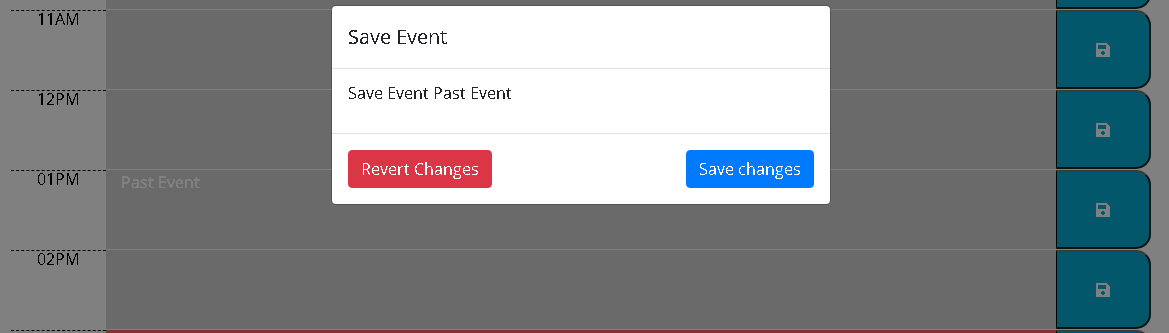 11AM
Save Event
Save Event Past Event
12PM
Revert Changes
Save changes
01PM
Past Event
02PM